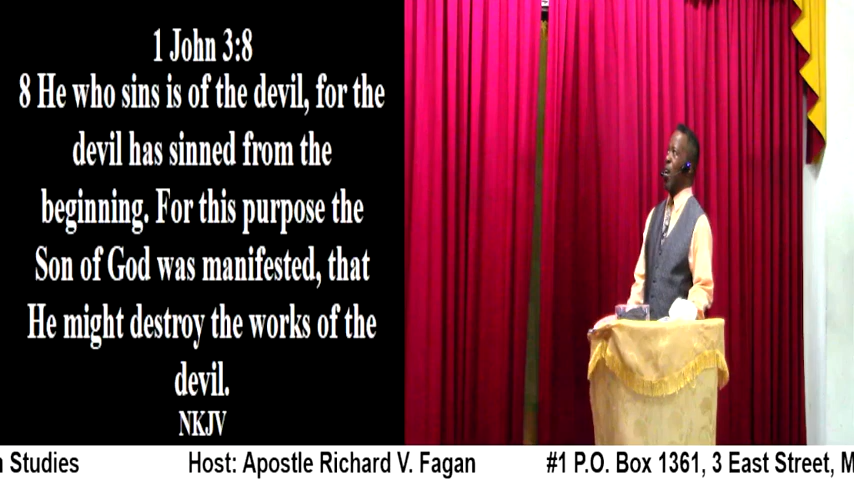 1 John 3:8
8 He who sins is of the devil, for the
devil has sinned from the
beginning. For this purpose the
Son of God was manifested, that
He might destroy the works of the
devil.
NKJV
Studies Host: Apostle Richard V. Fagan #1 P.O. Box 1361, 3 East Street, M